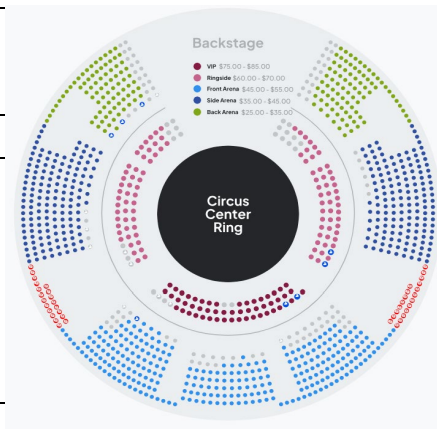 Backstage
VIP $75.00 - $85.00
Ringside $60.00 - $70.00
Front Arena $45.00 - $55.00
Side Arena $35.00 - $45.00
Back Arena $25.00 - $35.00
Circus
Center
Ring